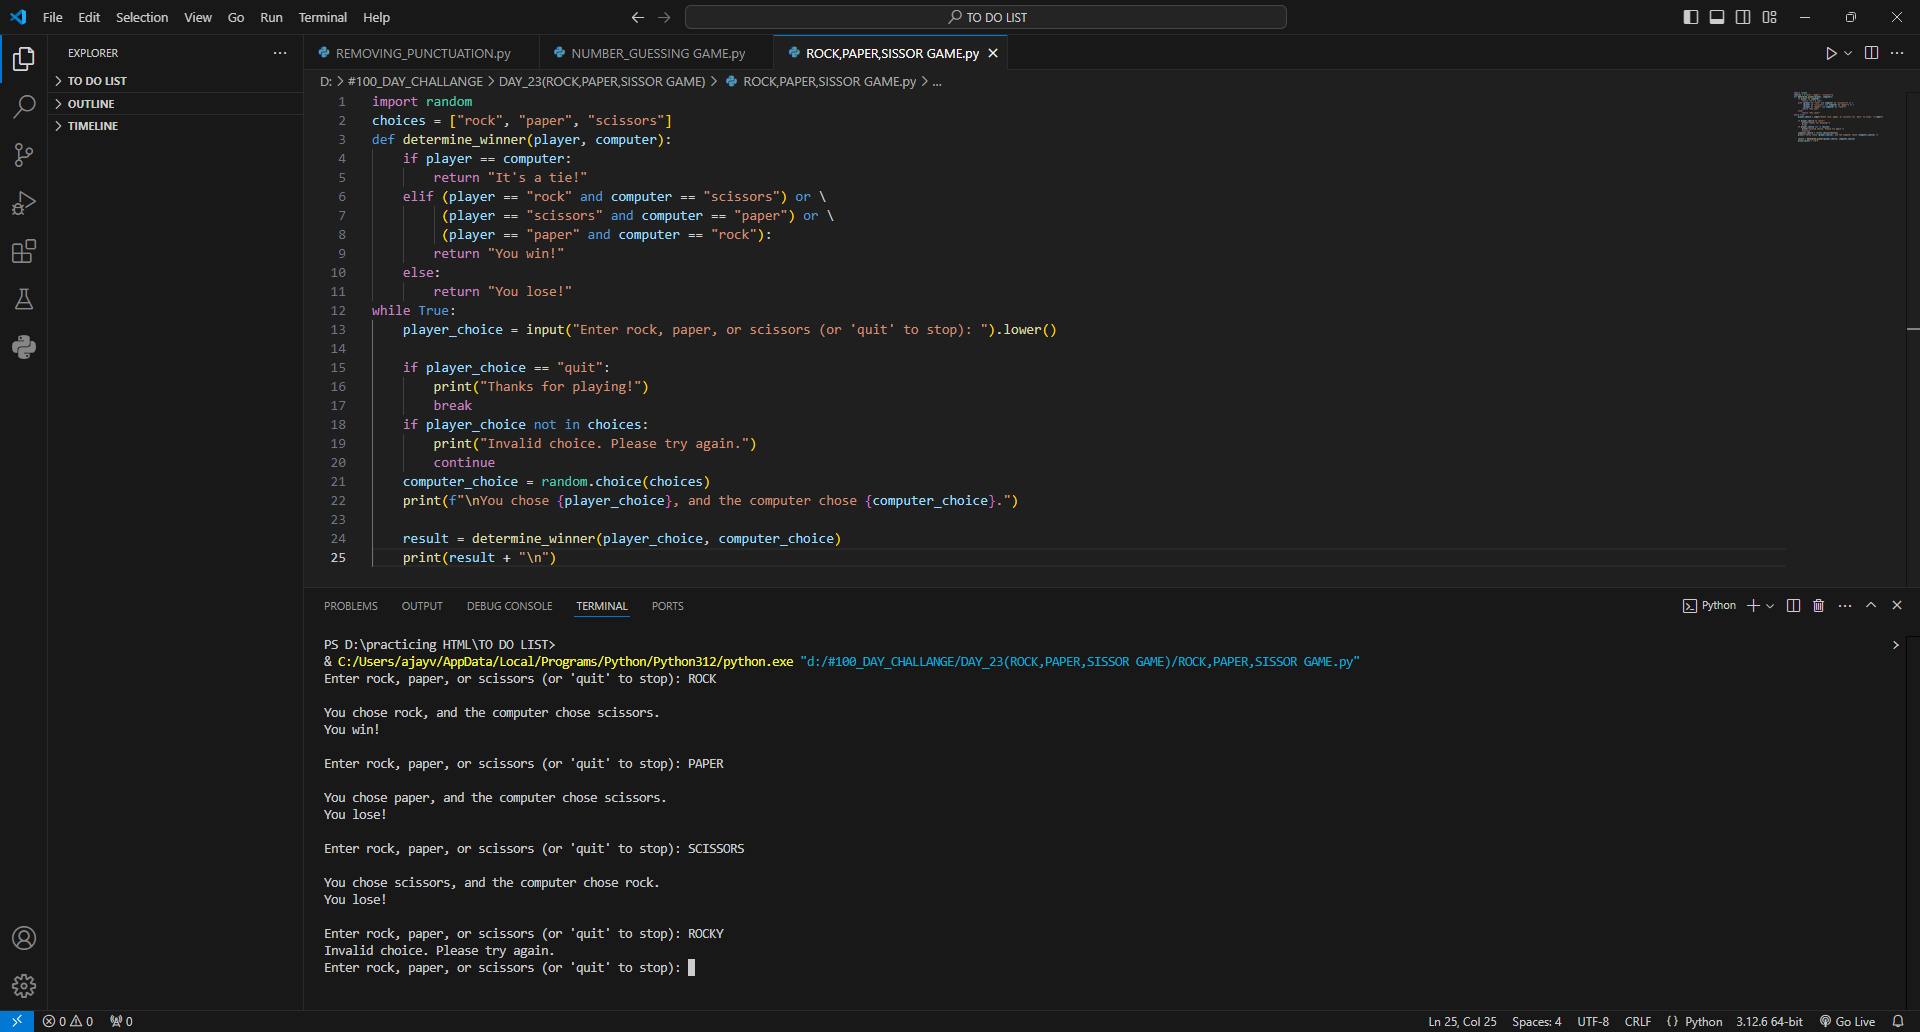 File Edit Selection View Go Run Terminal Help
TO DO LIST
EXPLORER
TO DO LIST
OUTLINE
TIMELINE
REMOVING_PUNCTUATION.py
NUMBER_GUESSING GAME.py
ROCK,PAPER,SISSOR GAME.py
D: > #100_DAY_CHALLANGE > DAY_23(ROCK,PAPER,SISSOR GAME) > ROCK,PAPER,SISSOR GAME.py > ...
1 import random
2 choices = ["rock", "paper", "scissors"]
3 def determine_winner(player, computer):
4     if player == computer:
5         return "It's a tie!"
6     elif (player == "rock" and computer == "scissors") or \
7          (player == "scissors" and computer == "paper") or \
8          (player == "paper" and computer == "rock"):
9         return "You win!"
10     else:
11         return "You lose!"
12 while True:
13     player_choice = input("Enter rock, paper, or scissors (or 'quit' to stop): ").lower()
14
15     if player_choice == "quit":
16         print("Thanks for playing!")
17         break
18     if player_choice not in choices:
19         print("Invalid choice. Please try again.")
20         continue
21     computer_choice = random.choice(choices)
22     print(f"\nYou chose {player_choice}, and the computer chose {computer_choice}.")
23
24     result = determine_winner(player_choice, computer_choice)
25     print(result + "\n")
PROBLEMS OUTPUT DEBUG CONSOLE TERMINAL PORTS
Python
PS D:\practicing HTML\TO DO LIST>
& C:/Users/ajayv/AppData/Local/Programs/Python/Python312/python.exe "d:/#100_DAY_CHALLANGE/DAY_23(ROCK,PAPER,SISSOR GAME)/ROCK,PAPER,SISSOR GAME.py"
Enter rock, paper, or scissors (or 'quit' to stop): ROCK
You chose rock, and the computer chose scissors.
You win!
Enter rock, paper, or scissors (or 'quit' to stop): PAPER
You chose paper, and the computer chose scissors.
You lose!
Enter rock, paper, or scissors (or 'quit' to stop): SCISSORS
You chose scissors, and the computer chose rock.
You lose!
Enter rock, paper, or scissors (or 'quit' to stop): ROCKY
Invalid choice. Please try again.
Enter rock, paper, or scissors (or 'quit' to stop):
0 0 0 Ln 25, Col 25 Spaces: 4 UTF-8 CRLF {} Python 3.12.6 64-bit Go Live